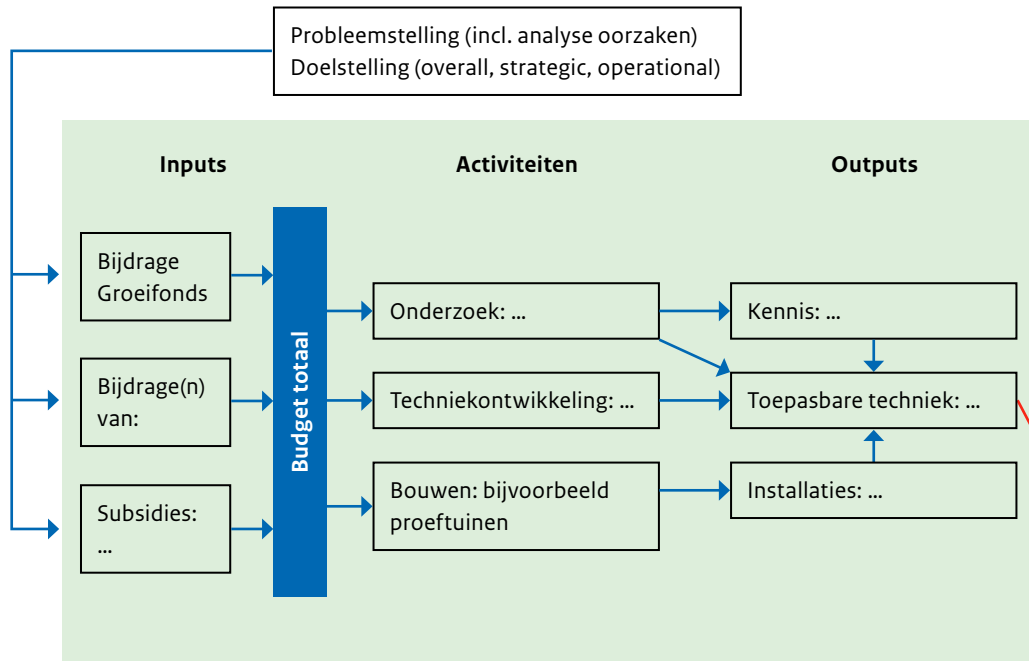 Probleemstelling (incl. analyse oorzaken)
Doelstelling (overall, strategic, operational)
Inputs
Activiteiten
Outputs
Bijdrage
Groeifonds
Bijdrage(n)
van:
Subsidies:
...
Budget totaal
Onderzoek: ...
Techniekontwikkeling: ...
Bouwen: bijvoorbeeld
proeftuinen
Kennis: ...
Toepasbare techniek: ...
Installaties: ...